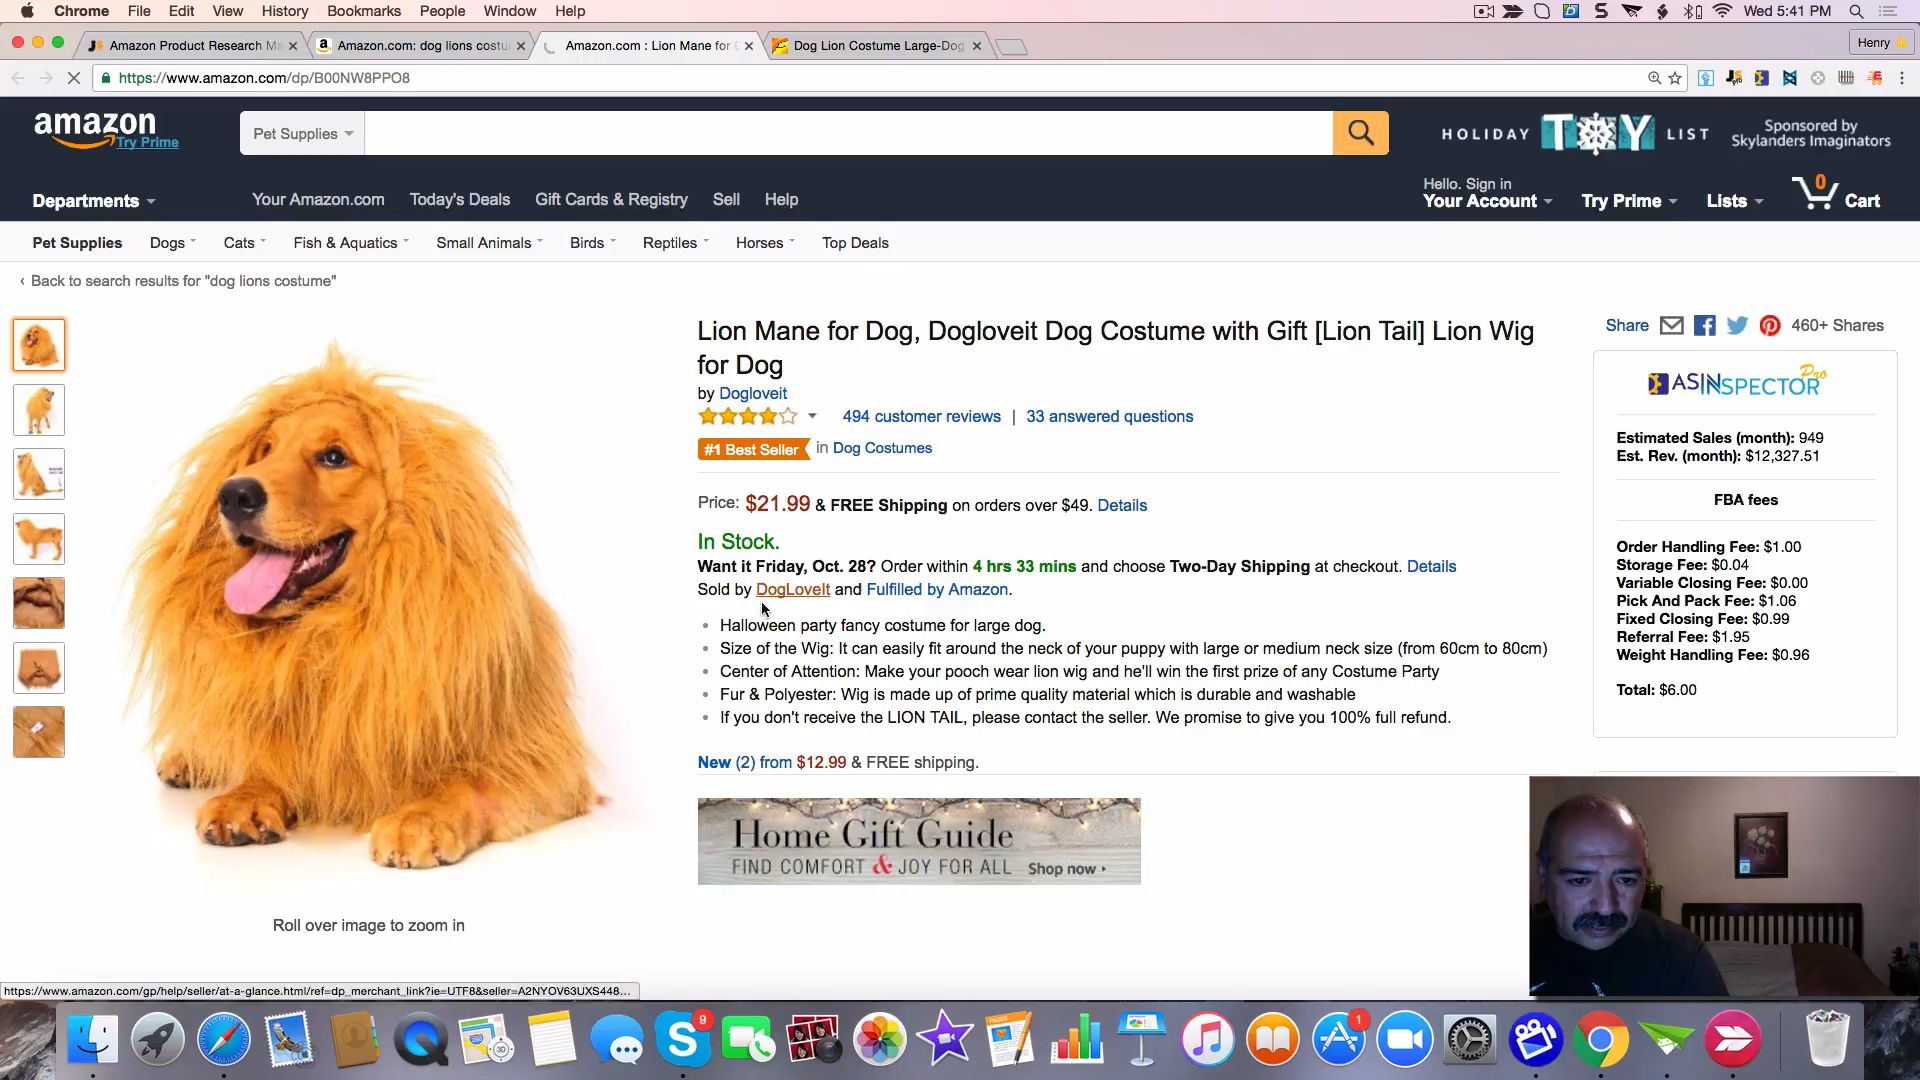 Chrome File Edit View History Bookmarks People Window Help
Wed 5:41 PM
Amazon Product Research Ma
Amazon.com: dog lions costu
Amazon.com : Lion Mane for D
Dog Lion Costume Large-Dog
Henry
https://www.amazon.com/dp/B00NW8PPO8
amazon
Try Prime
Pet Supplies
HOLIDAY TOY LIST
Sponsored by
Skylanders Imaginators
Departments
Your Amazon.com Today's Deals Gift Cards & Registry Sell Help
Hello. Sign in
Your Account
Try Prime
Lists
0
Cart
Pet Supplies Dogs Cats Fish & Aquatics Small Animals Birds Reptiles Horses Top Deals
‹ Back to search results for "dog lions costume"
Lion Mane for Dog, Dogloveit Dog Costume with Gift [Lion Tail] Lion Wig
for Dog
by Dogloveit
494 customer reviews | 33 answered questions
#1 Best Seller in Dog Costumes
Price: $21.99 & FREE Shipping on orders over $49. Details
In Stock.
Want it Friday, Oct. 28? Order within 4 hrs 33 mins and choose Two-Day Shipping at checkout. Details
Sold by DogLoveIt and Fulfilled by Amazon.
Halloween party fancy costume for large dog.
Size of the Wig: It can easily fit around the neck of your puppy with large or medium neck size (from 60cm to 80cm)
Center of Attention: Make your pooch wear lion wig and he'll win the first prize of any Costume Party
Fur & Polyester: Wig is made up of prime quality material which is durable and washable
If you don't receive the LION TAIL, please contact the seller. We promise to give you 100% full refund.
New (2) from $12.99 & FREE shipping.
Home Gift Guide
FIND COMFORT & JOY FOR ALL Shop now
Roll over image to zoom in
Share 460+ Shares
ASINSPECTOR Pro
Estimated Sales (month): 949
Est. Rev. (month): $12,327.51
FBA fees
Order Handling Fee: $1.00
Storage Fee: $0.04
Variable Closing Fee: $0.00
Pick And Pack Fee: $1.06
Fixed Closing Fee: $0.99
Referral Fee: $1.95
Weight Handling Fee: $0.96
Total: $6.00
https://www.amazon.com/gp/help/seller/at-a-glance.html/ref=dp_merchant_link?ie=UTF8&seller=A2NYOV63UXS448...
9
1